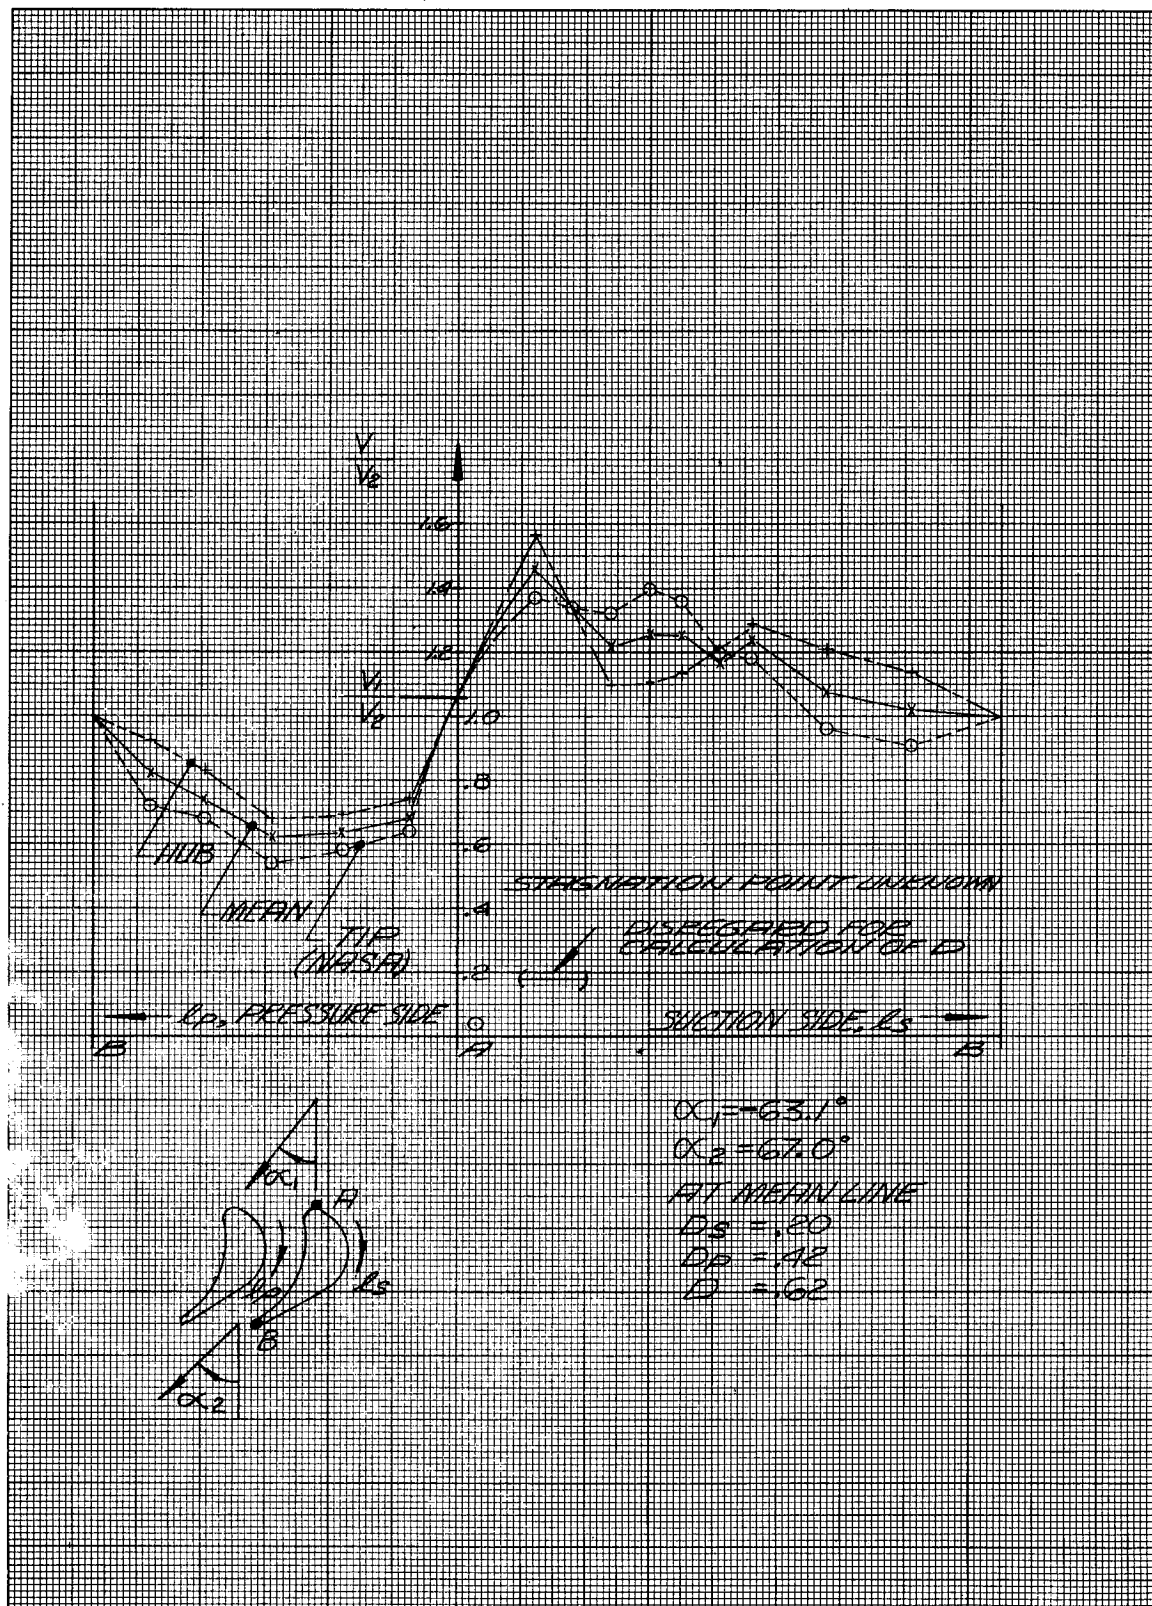 V
V2
1.6
1.4
1.2
V1
V2
1.0
.8
.6
HUB
STAGNATION POINT UNKNOWN
.4
MEAN
TIP
(NASA)
DISREGARD FOR
CALCULATION OF D
.2
lp, PRESSURE SIDE
SUCTION SIDE, ls
B
A
B
α1=-63.1°
α2=67.0°
AT MEAN LINE
Ds = .20
Dp = .42
D = .62
α1
A
lp
ls
B
α2